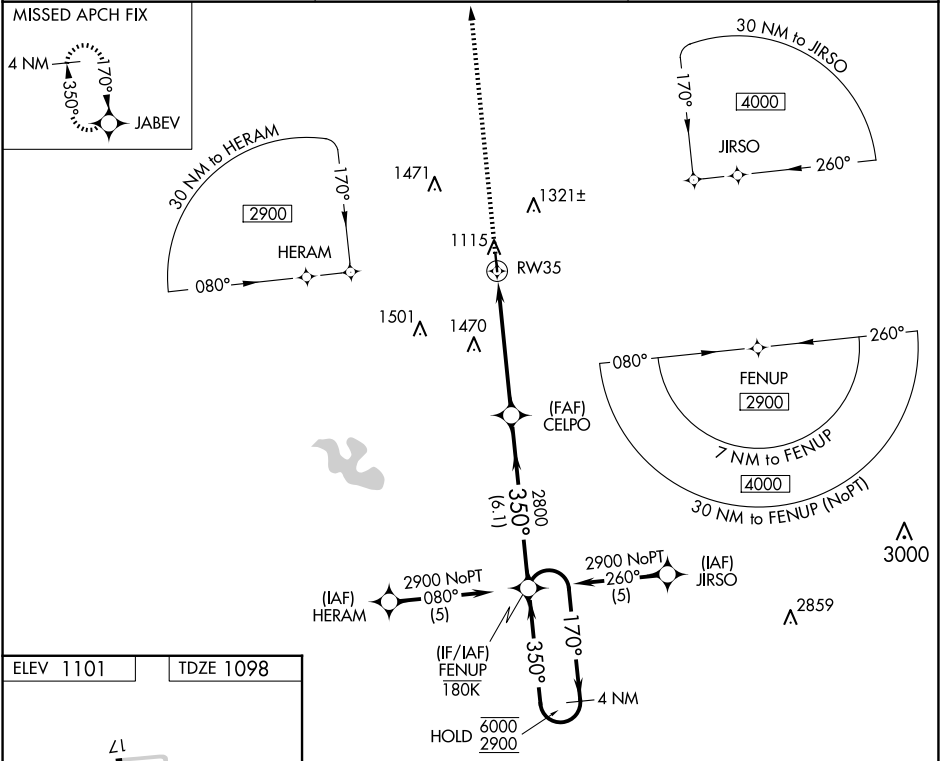 MISSED APCH FIX
4 NM
170°
350°
JABEV
30 NM to HERAM
170°
2900
HERAM
080°
30 NM to JIRSO
170°
4000
JIRSO
260°
1471
1321±
1115
RW35
1501
1470
080°
260°
FENUP
2900
7 NM to FENUP
4000
30 NM to FENUP (NoPT)
(FAF)
CELPO
2800
350°
(6.1)
3000
2859
(IAF)
HERAM
2900 NoPT
080°
(5)
2900 NoPT
260°
(5)
(IAF)
JIRSO
(IF/IAF)
FENUP
180K
350°
170°
4 NM
HOLD
6000
2900
ELEV 1101
TDZE 1098
17